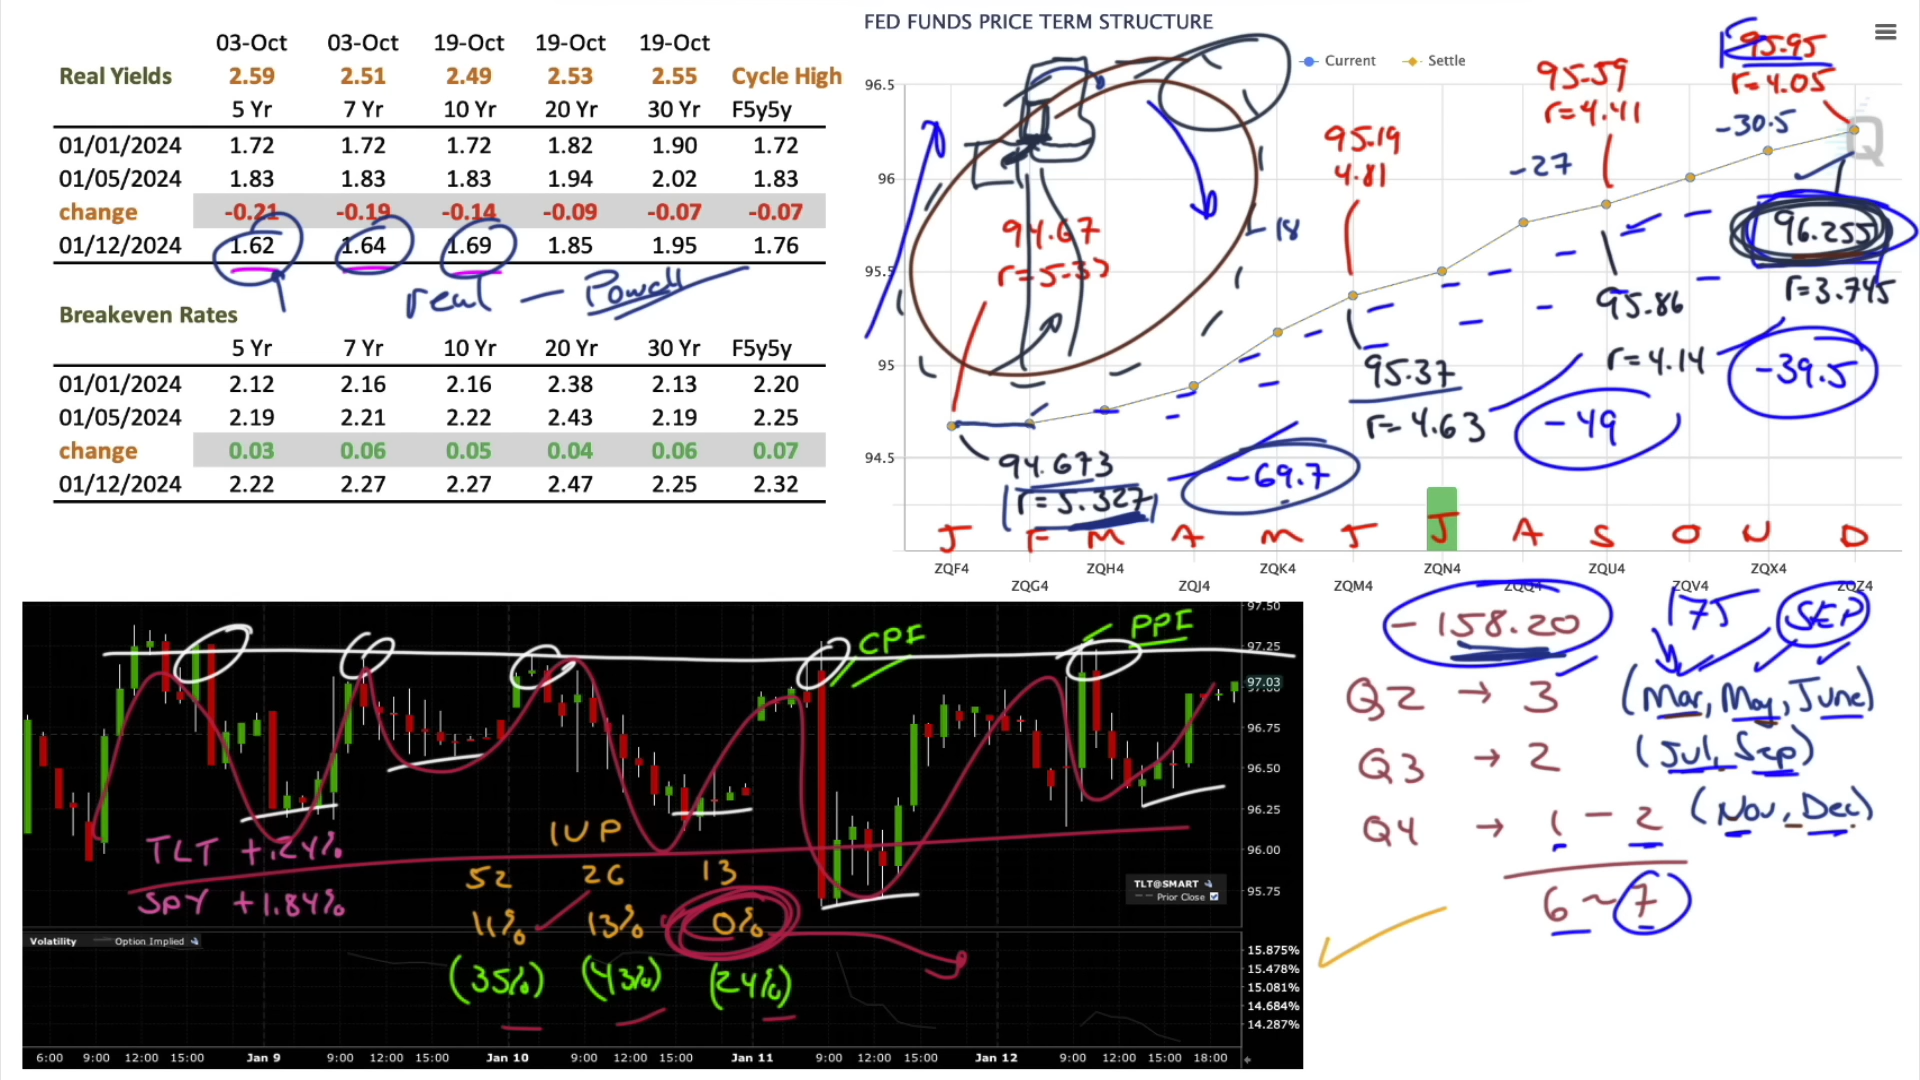 03-Oct 03-Oct 19-Oct 19-Oct 19-Oct
Real Yields 2.59 2.51 2.49 2.53 2.55 Cycle High
5 Yr 7 Yr 10 Yr 20 Yr 30 Yr F5y5y
01/01/2024 1.72 1.72 1.72 1.82 1.90 1.72
01/05/2024 1.83 1.83 1.83 1.94 2.02 1.83
change -0.21 -0.19 -0.14 -0.09 -0.07 -0.07
01/12/2024 1.62 1.64 1.69 1.85 1.95 1.76
real — Powell
Breakeven Rates
5 Yr 7 Yr 10 Yr 20 Yr 30 Yr F5y5y
01/01/2024 2.12 2.16 2.16 2.38 2.13 2.20
01/05/2024 2.19 2.21 2.22 2.43 2.19 2.25
change 0.03 0.06 0.05 0.04 0.06 0.07
01/12/2024 2.22 2.27 2.27 2.47 2.25 2.32
FED FUNDS PRICE TERM STRUCTURE
Current Settle
96.5
96
95.5
95
94.5
95.95
r=4.05
95.59
r=4.41
-30.5
95.19
4.81
-27
Q
94.67
r=5.33
18
96.255
r=3.745
95.86
r=4.14
-39.5
95.37
r=4.63
-49
94.673
r=5.327
-69.7
J F M A M J J A S O N D
ZQF4 ZQG4 ZQH4 ZQJ4 ZQK4 ZQM4 ZQN4 ZQQ4 ZQU4 ZQV4 ZQX4 ZQZ4
-158.20 175 SEP
Q2 → 3 (Mar, May, June)
Q3 → 2 (Jul, Sep)
Q4 → 1 – 2 (Nov, Dec)
6 ~ 7
CPI
PPI
97.50
97.25
97.03
97.00
96.75
96.50
96.25
96.00
95.75
TLT +.24%
SPY +1.84%
IVP
52 26 13
11% 13% 0%
(35%) (43%) (24%)
TLT@SMART
Prior Close
Volatility Option Implied
15.875%
15.478%
15.081%
14.684%
14.287%
6:00 9:00 12:00 15:00 Jan 9 9:00 12:00 15:00 Jan 10 9:00 12:00 15:00 Jan 11 9:00 12:00 15:00 Jan 12 9:00 12:00 15:00 18:00